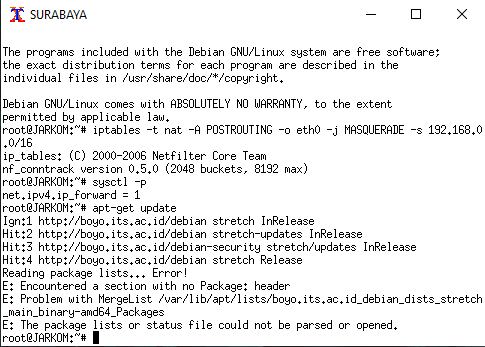 SURABAYA
The programs included with the Debian GNU/Linux system are free software;
the exact distribution terms for each program are described in the
individual files in /usr/share/doc/*/copyright.
Debian GNU/Linux comes with ABSOLUTELY NO WARRANTY, to the extent
permitted by applicable law.
root@JARKOM:~# iptables -t nat -A POSTROUTING -o eth0 -j MASQUERADE -s 192.168.0
.0/16
ip_tables: (C) 2000-2006 Netfilter Core Team
nf_conntrack version 0.5.0 (2048 buckets, 8192 max)
root@JARKOM:~# sysctl -p
net.ipv4.ip_forward = 1
root@JARKOM:~# apt-get update
Ign:1 http://boyo.its.ac.id/debian stretch InRelease
Hit:2 http://boyo.its.ac.id/debian stretch-updates InRelease
Hit:3 http://boyo.its.ac.id/debian-security stretch/updates InRelease
Hit:4 http://boyo.its.ac.id/debian stretch Release
Reading package lists... Error!
E: Encountered a section with no Package: header
E: Problem with MergeList /var/lib/apt/lists/boyo.its.ac.id_debian_dists_stretch
_main_binary-amd64_Packages
E: The package lists or status file could not be parsed or opened.
root@JARKOM:~#